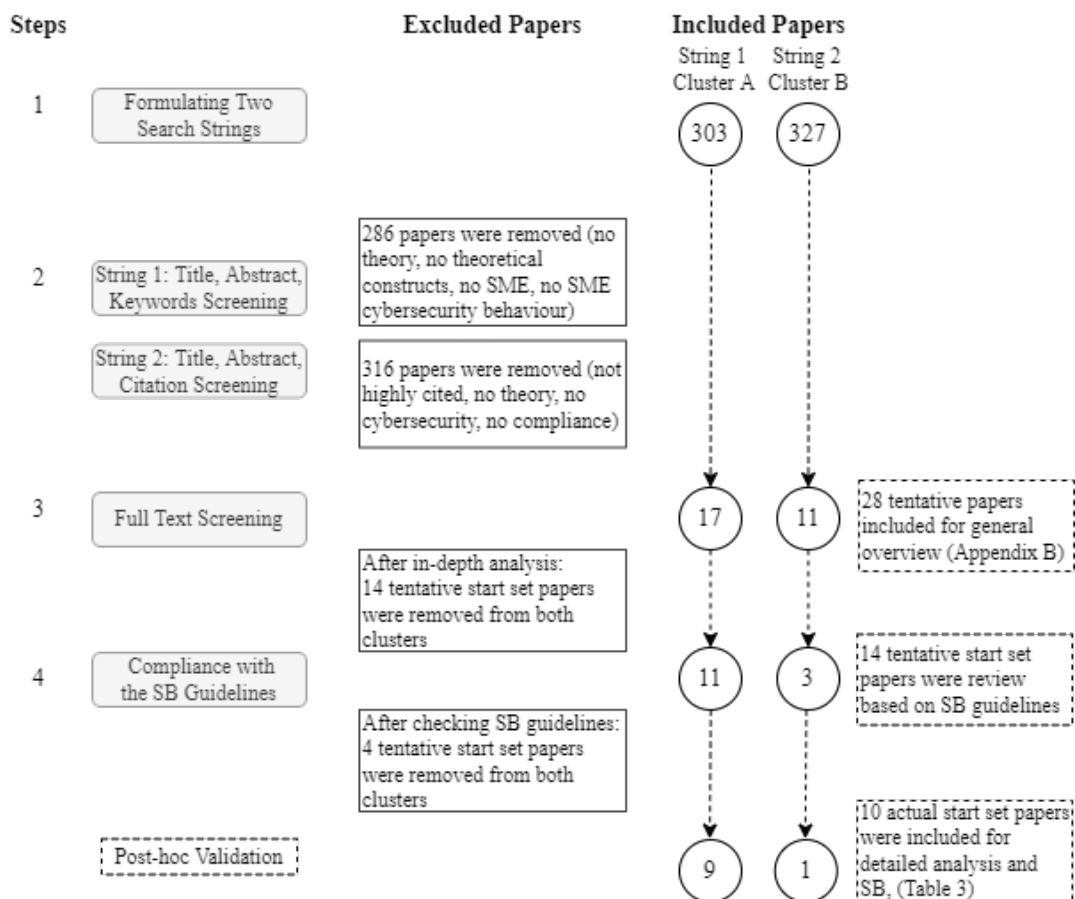 Steps
Excluded Papers
Included Papers
String 1
Cluster A
String 2
Cluster B
1
Formulating Two
Search Strings
303
327
2
String 1: Title, Abstract,
Keywords Screening
286 papers were removed (no
theory, no theoretical
constructs, no SME, no SME
cybersecurity behaviour)
String 2: Title, Abstract,
Citation Screening
316 papers were removed (not
highly cited, no theory, no
cybersecurity, no compliance)
3
Full Text Screening
17
11
28 tentative papers
included for general
overview (Appendix B)
After in-depth analysis:
14 tentative start set papers
were removed from both
clusters
4
Compliance with
the SB Guidelines
11
3
14 tentative start set
papers were review
based on SB guidelines
After checking SB guidelines:
4 tentative start set papers
were removed from both
clusters
Post-hoc Validation
9
1
10 actual start set papers
were included for
detailed analysis and
SB, (Table 3)